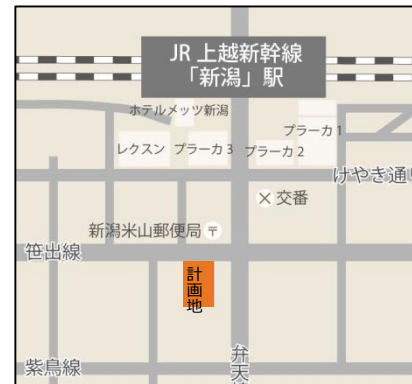 JR 上越新幹線
「新潟」駅
ホテルメッツ新潟
プラーカ 1
レクスン
プラーカ 3
プラーカ 2
けやき通り
交番
新潟米山郵便局 〒
笹出線
計画地
紫鳥線
弁天